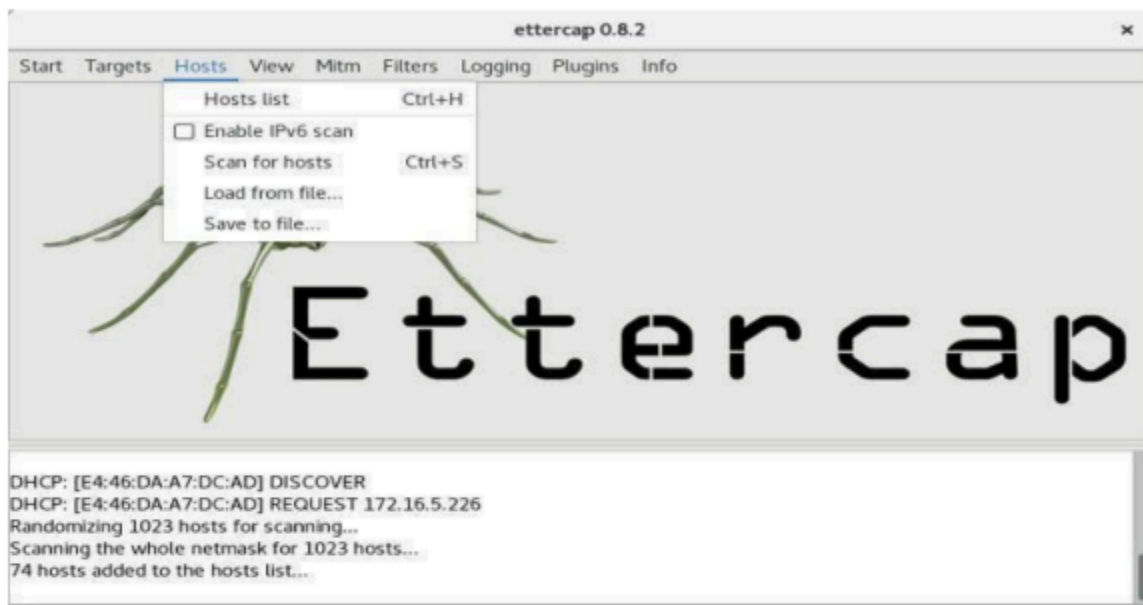 ettercap 0.8.2 ×
Start Targets Hosts View Mitm Filters Logging Plugins Info
Hosts list Ctrl+H
Enable IPv6 scan
Scan for hosts Ctrl+S
Load from file...
Save to file...
Ettercap
DHCP: [E4:46:DA:A7:DC:AD] DISCOVER
DHCP: [E4:46:DA:A7:DC:AD] REQUEST 172.16.5.226
Randomizing 1023 hosts for scanning...
Scanning the whole netmask for 1023 hosts...
74 hosts added to the hosts list...